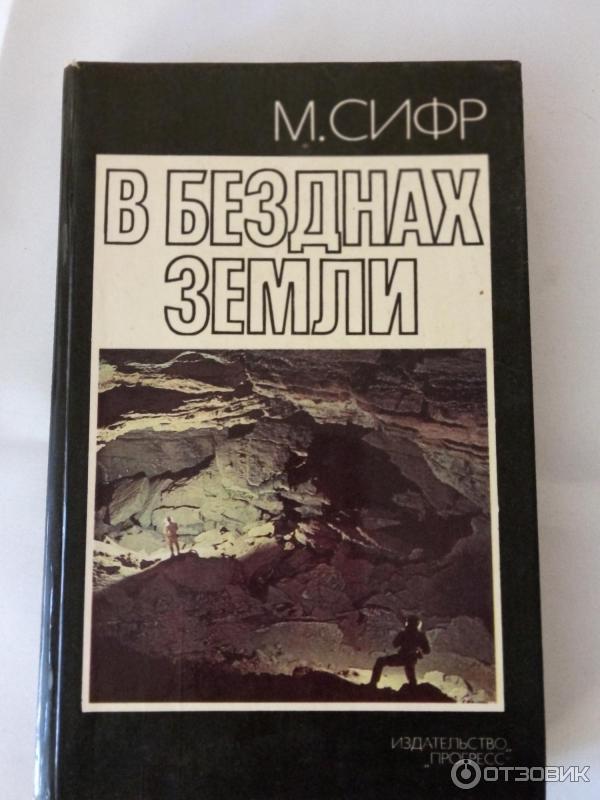 М. СИФР
В БЕЗДНАХ
ЗЕМЛИ
ИЗДАТЕЛЬСТВО
„ПРОГРЕСС”
ОТЗОВИК